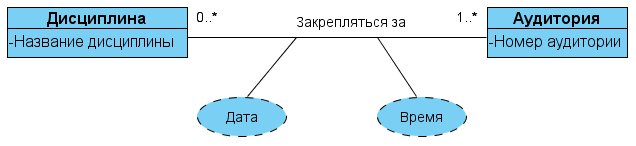 Дисциплина
-Название дисциплины
0..*
Закрепляться за
1..*
Аудитория
-Номер аудитории
Дата
Время